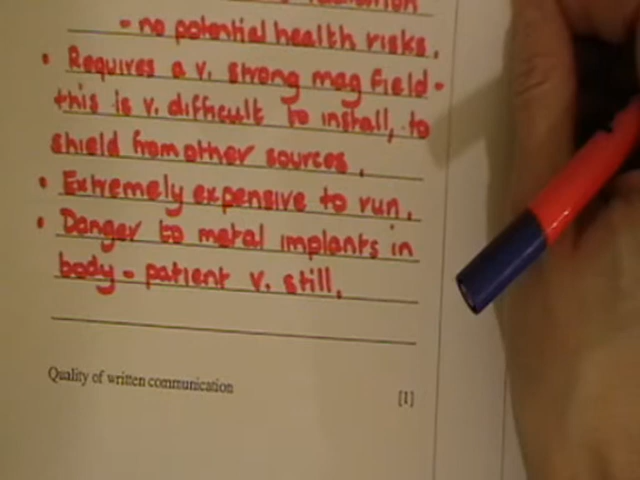 - no potential health risks.
• Requires a v. strong mag field -
this is v. difficult to install, to
shield from other sources.
• Extremely expensive to run.
• Danger to metal implants in
body - patient v. still.
Quality of written communication
[1]